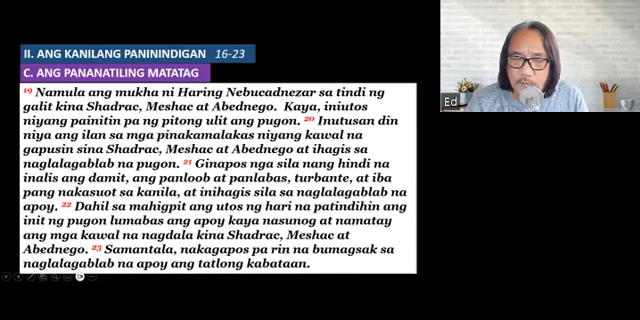 II. ANG KANILANG PANININDIGAN 16-23
C. ANG PANANATILING MATATAG
19 Namula ang mukha ni Haring Nebucadnezar sa tindi ng
galit kina Shadrac, Meshac at Abednego. Kaya, iniutos
niyang painitin pa ng pitong ulit ang pugon. 20 Inutusan din
niya ang ilan sa mga pinakamalakas niyang kawal na
gapusin sina Shadrac, Meshac at Abednego at ihagis sa
naglalagablab na pugon. 21 Ginapos nga sila nang hindi na
inalis ang damit, ang panloob at panlabas, turbante, at iba
pang nakasuot sa kanila, at inihagis sila sa naglalagablab na
apoy. 22 Dahil sa mahigpit ang utos ng hari na patindihin ang
init ng pugon lumabas ang apoy kaya nasunog at namatay
ang mga kawal na nagdala kina Shadrac, Meshac at
Abednego. 23 Samantala, nakagapos pa rin na bumagsak sa
naglalagablab na apoy ang tatlong kabataan.
Ed